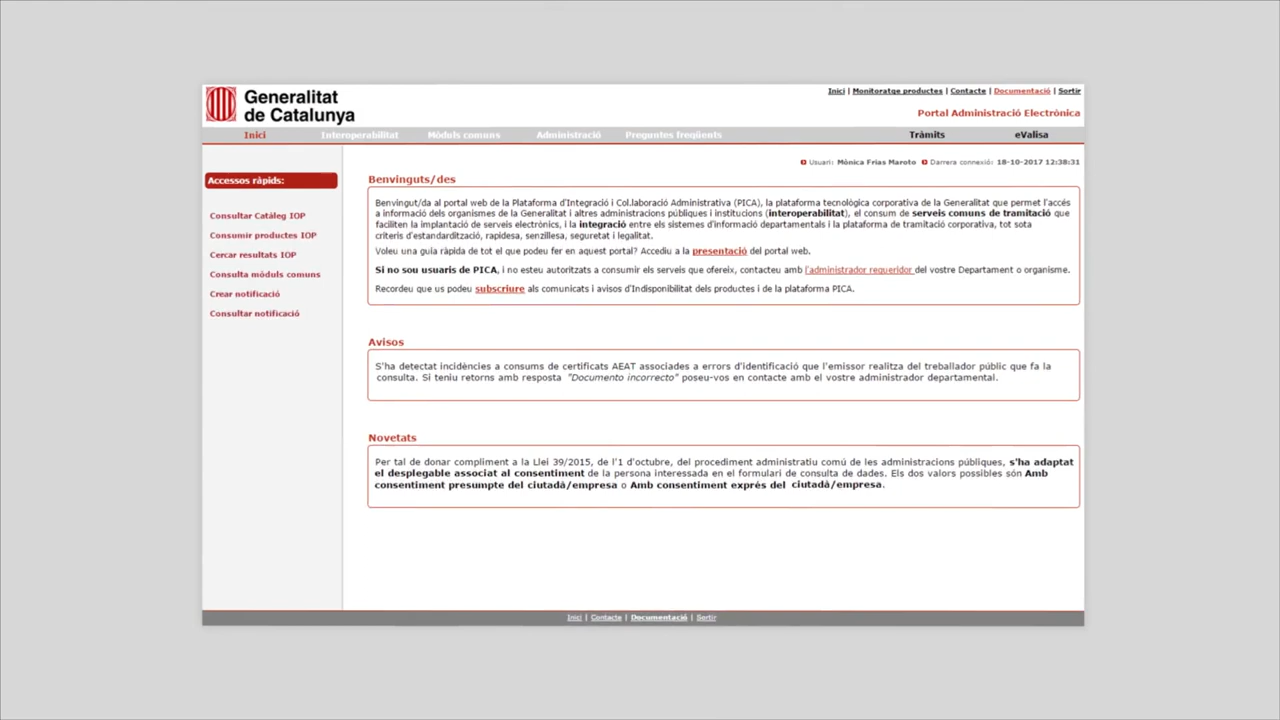 Generalitat
de Catalunya
Inici | Monitoratge productes | Contacte | Documentació | Sortir
Portal Administració Electrònica
Inici Interoperabilitat Mòduls comuns Administració Preguntes freqüents Tràmits eValisa
Usuari: Mònica Frias Maroto Darrera connexió: 18-10-2017 12:38:31
Accessos ràpids:
Consultar Catàleg IOP
Consumir productes IOP
Cercar resultats IOP
Consulta mòduls comuns
Crear notificació
Consultar notificació
Benvinguts/des
Benvingut/da al portal web de la Plataforma d'Integració i Col.laboració Administrativa (PICA), la plataforma tecnològica corporativa de la Generalitat que permet l'accés
a informació dels organismes de la Generalitat i altres administracions públiques i institucions (interoperabilitat), el consum de serveis comuns de tramitació que
faciliten la implantació de serveis electrònics, i la integració entre els sistemes d'informació departamentals i la plataforma de tramitació corporativa, tot sota
criteris d'estandardització, rapidesa, senzillesa, seguretat i legalitat.
Voleu una guia ràpida de tot el que podeu fer en aquest portal? Accediu a la presentació del portal web.
Si no sou usuaris de PICA, i no esteu autoritzats a consumir els serveis que ofereix, contacteu amb l'administrador requeridor del vostre Departament o organisme.
Recordeu que us podeu subscriure als comunicats i avisos d'Indisponibilitat dels productes i de la plataforma PICA.
Avisos
S'ha detectat incidències a consums de certificats AEAT associades a errors d'identificació que l'emissor realitza del treballador públic que fa la
consulta. Si teniu retorns amb resposta "Documento incorrecto" poseu-vos en contacte amb el vostre administrador departamental.
Novetats
Per tal de donar compliment a la Llei 39/2015, de l'1 d'octubre, del procediment administratiu comú de les administracions públiques, s'ha adaptat
el desplegable associat al consentiment de la persona interessada en el formulari de consulta de dades. Els dos valors possibles són Amb
consentiment presumpte del ciutadà/empresa o Amb consentiment exprés del ciutadà/empresa.
Inici | Contacte | Documentació | Sortir